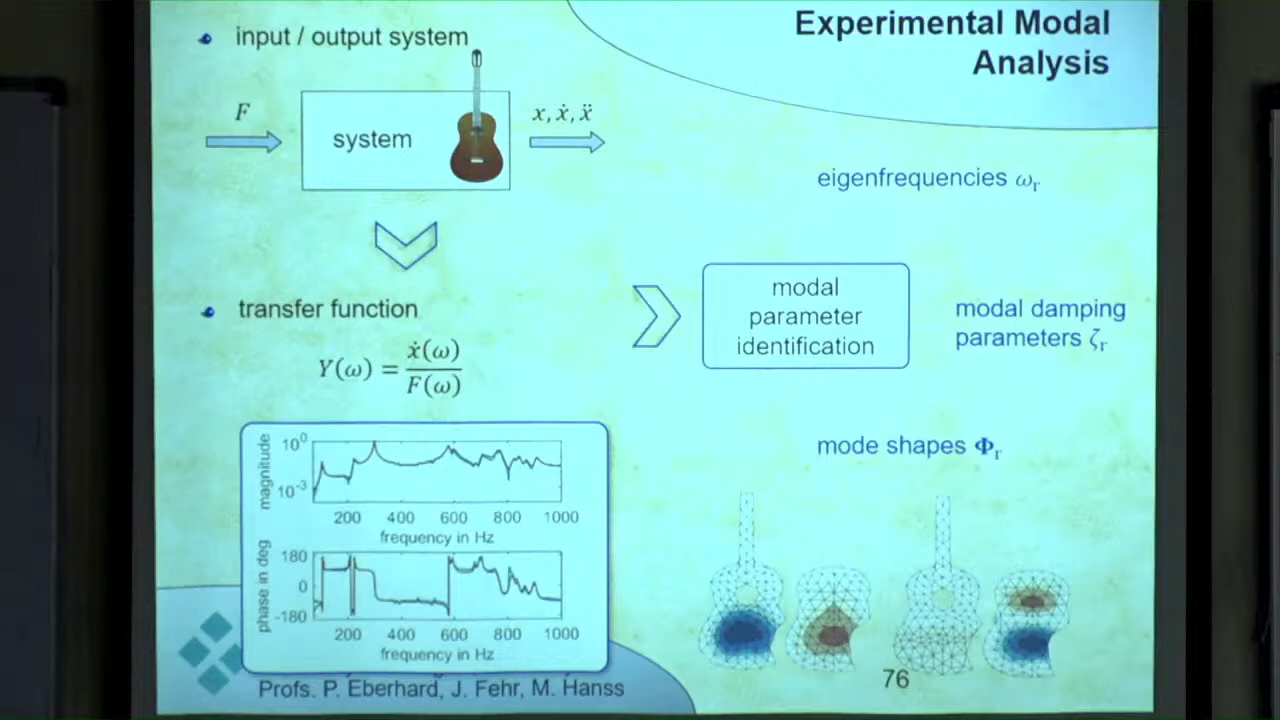 Experimental Modal
Analysis
input / output system
F
system
x, ẋ, ẍ
eigenfrequencies ωr
transfer function
Y(ω) = ẋ(ω) / F(ω)
modal
parameter
identification
modal damping
parameters ζr
mode shapes Φr
magnitude
10⁰
10⁻³
200 400 600 800 1000
frequency in Hz
phase in deg
180
0
-180
200 400 600 800 1000
frequency in Hz
76
Profs. P. Eberhard, J. Fehr, M. Hanss